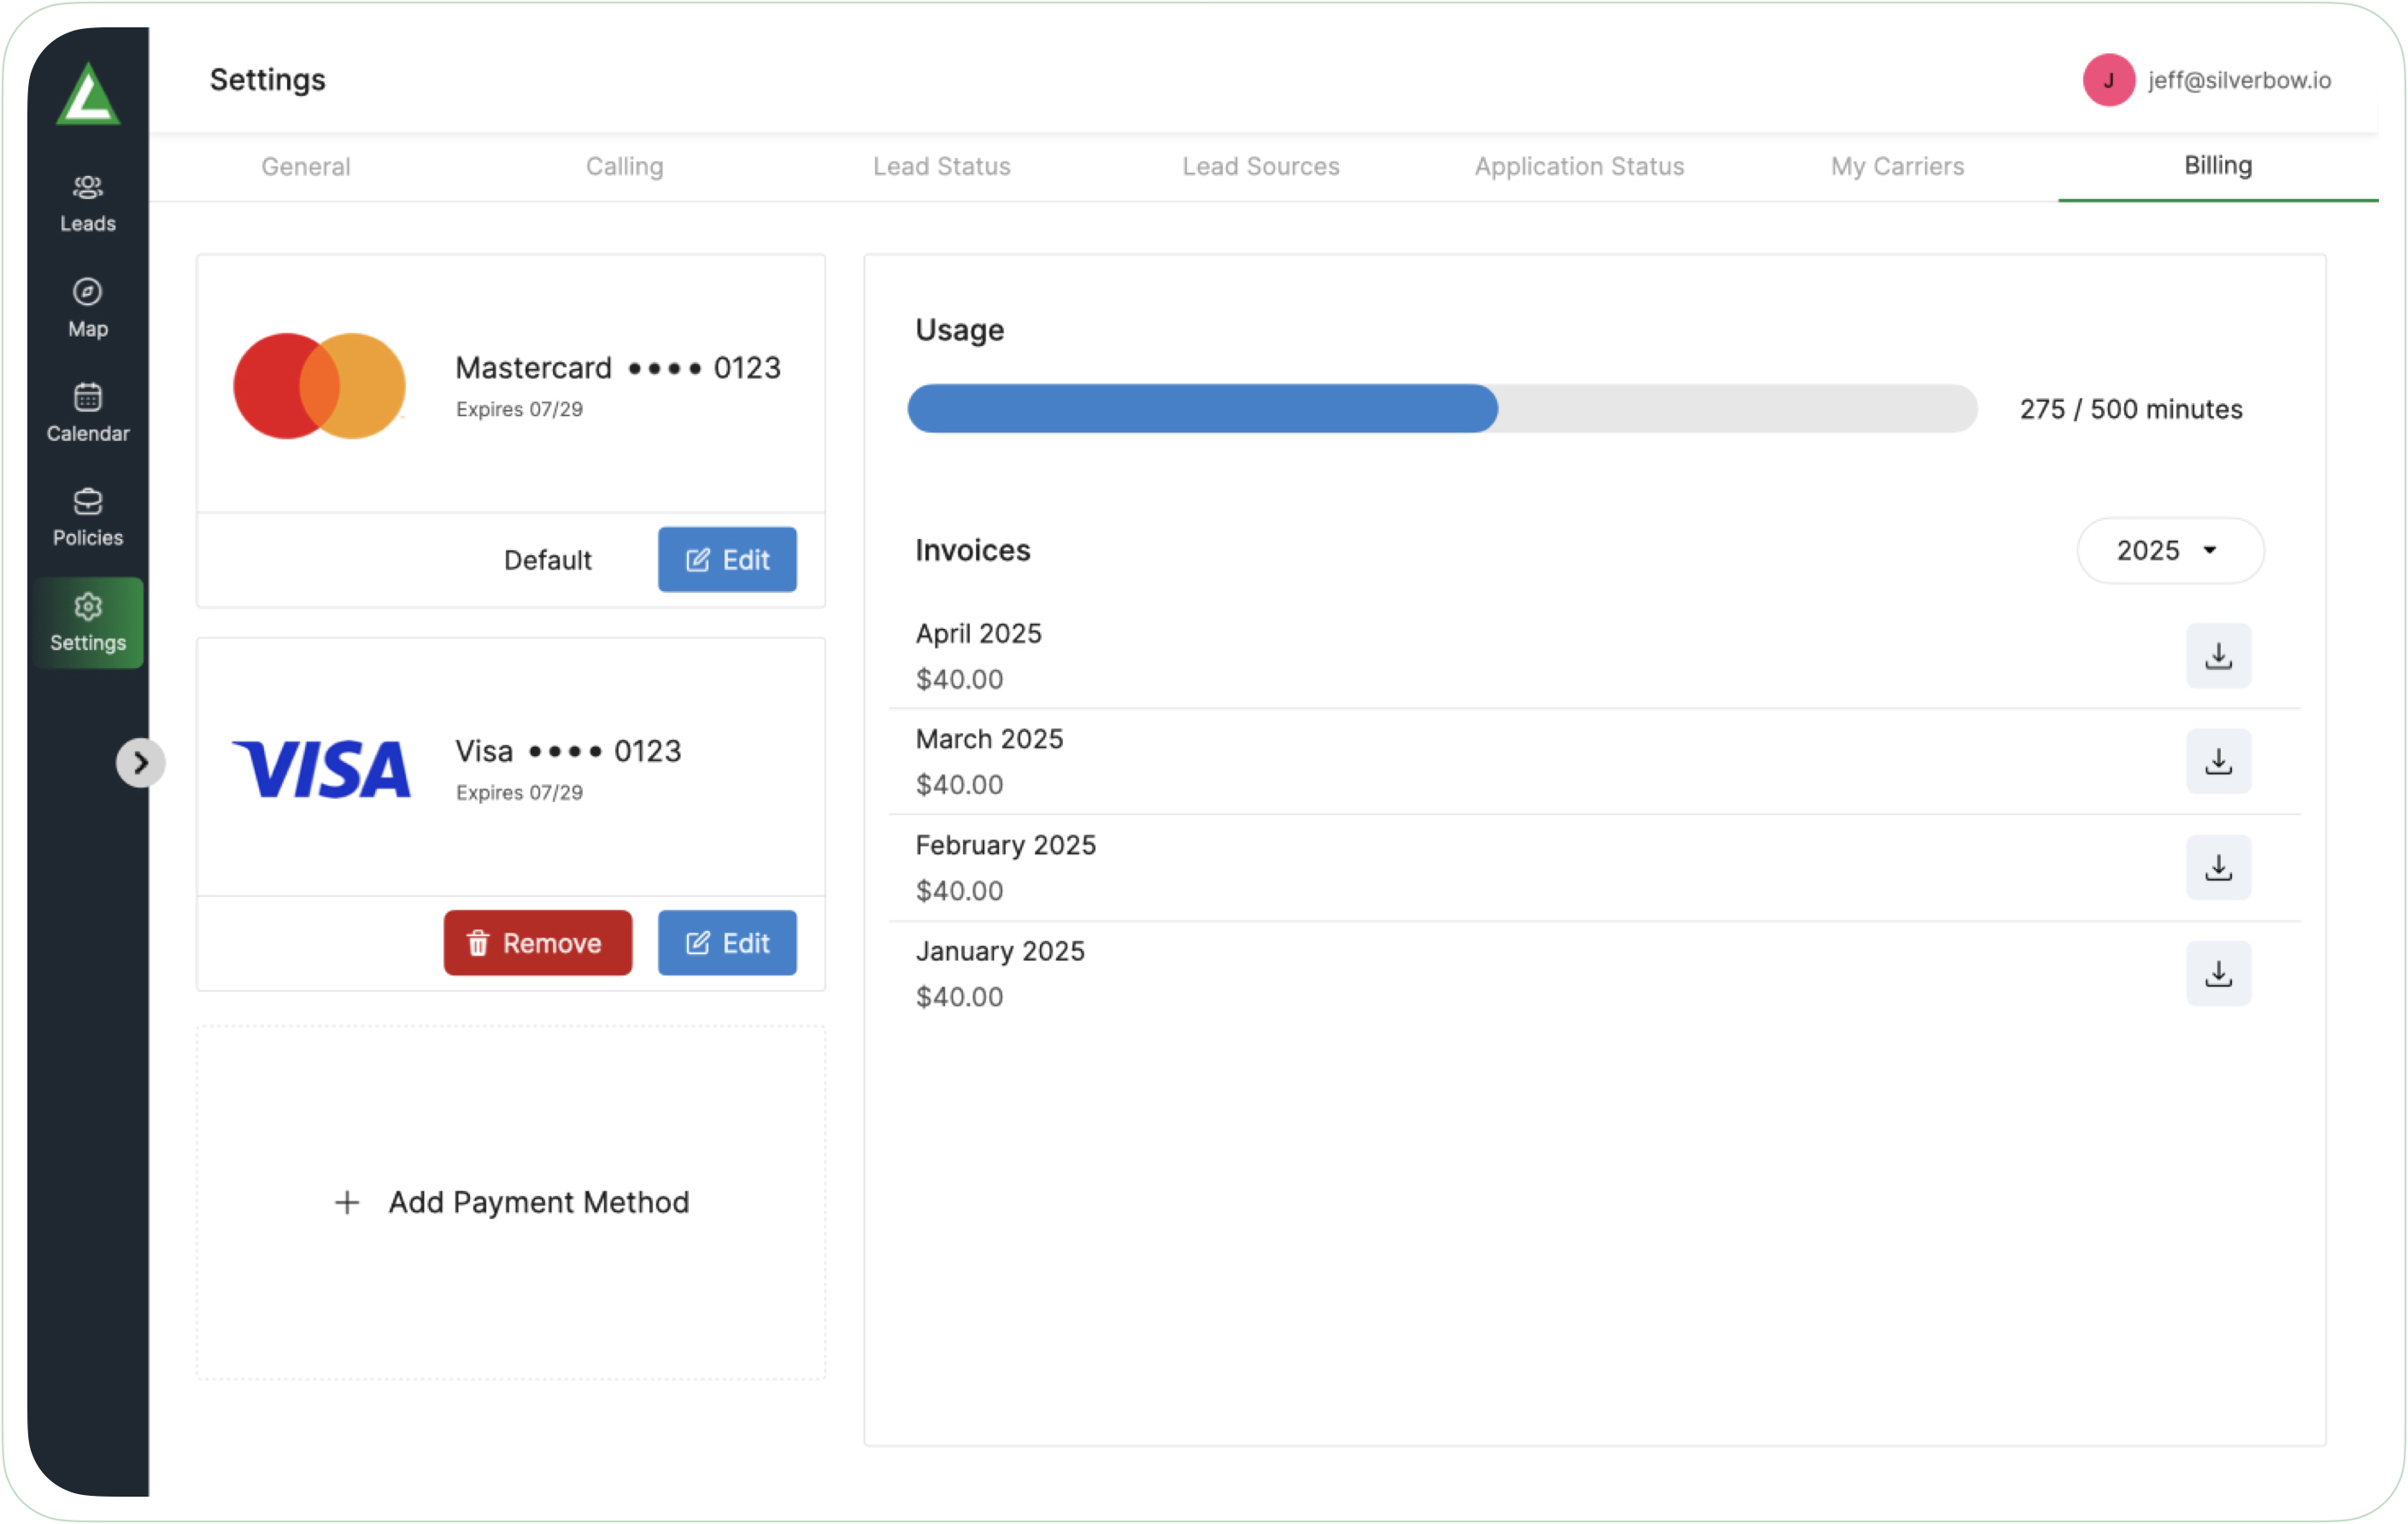 Settings
J
jeff@silverbow.io
Leads
Map
Calendar
Policies
Settings
General
Calling
Lead Status
Lead Sources
Application Status
My Carriers
Billing
Mastercard •••• 0123
Expires 07/29
Default
Edit
VISA
Visa •••• 0123
Expires 07/29
Remove
Edit
+ Add Payment Method
Usage
275 / 500 minutes
Invoices
2025
April 2025
$40.00
March 2025
$40.00
February 2025
$40.00
January 2025
$40.00